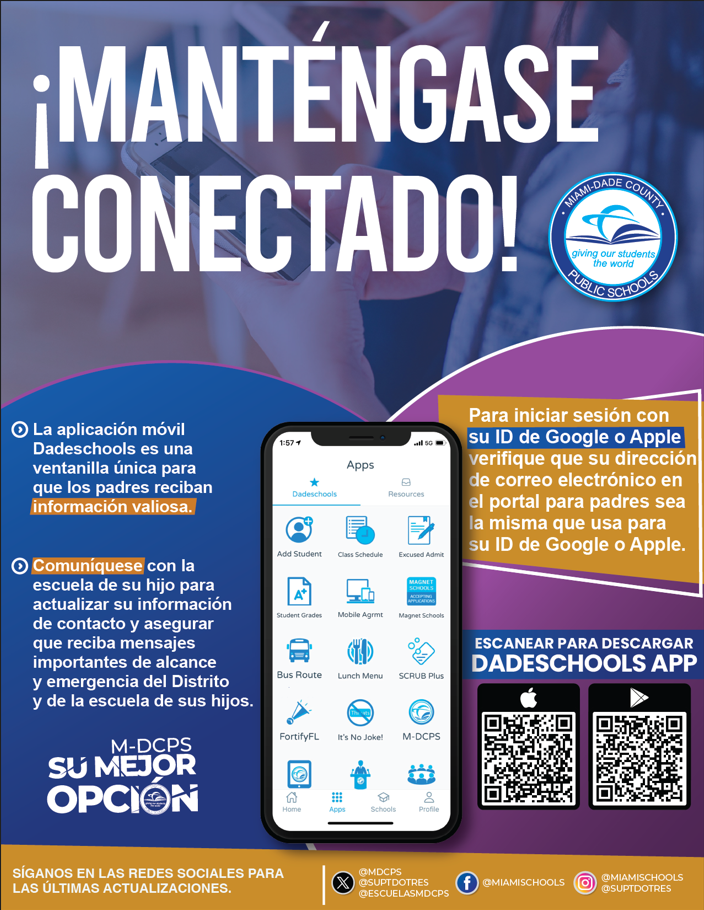 ¡MANTÉNGASE
CONECTADO!
MIAMI-DADE COUNTY
giving our students
the world
PUBLIC SCHOOLS
La aplicación móvil
Dadeschools es una
ventanilla única para
que los padres reciban
información valiosa.
Comuníquese con la
escuela de su hijo para
actualizar su información
de contacto y asegurar
que reciba mensajes
importantes de alcance
y emergencia del Distrito
y de la escuela de sus hijos.
M-DCPS
SU MEJOR
OPCIÓN
1:57
5G
Apps
Dadeschools
Resources
Add Student
Class Schedule
Excused Admit
A+
MAGNET
SCHOOLS
ACCEPTING
APPLICATIONS
Student Grades
Mobile Agrmt
Magnet Schools
Bus Route
Lunch Menu
SCRUB Plus
FortifyFL
It's No Joke!
M-DCPS
Home
Apps
Schools
Profile
Para iniciar sesión con
su ID de Google o Apple
verifique que su dirección
de correo electrónico en
el portal para padres sea
la misma que usa para
su ID de Google o Apple.
ESCANEAR PARA DESCARGAR
DADESCHOOLS APP
SÍGANOS EN LAS REDES SOCIALES PARA
LAS ÚLTIMAS ACTUALIZACIONES.
@MDCPS
@SUPTDOTRES
@ESCUELASMDCPS
@MIAMISCHOOLS
@MIAMISCHOOLS
@SUPTDOTRES